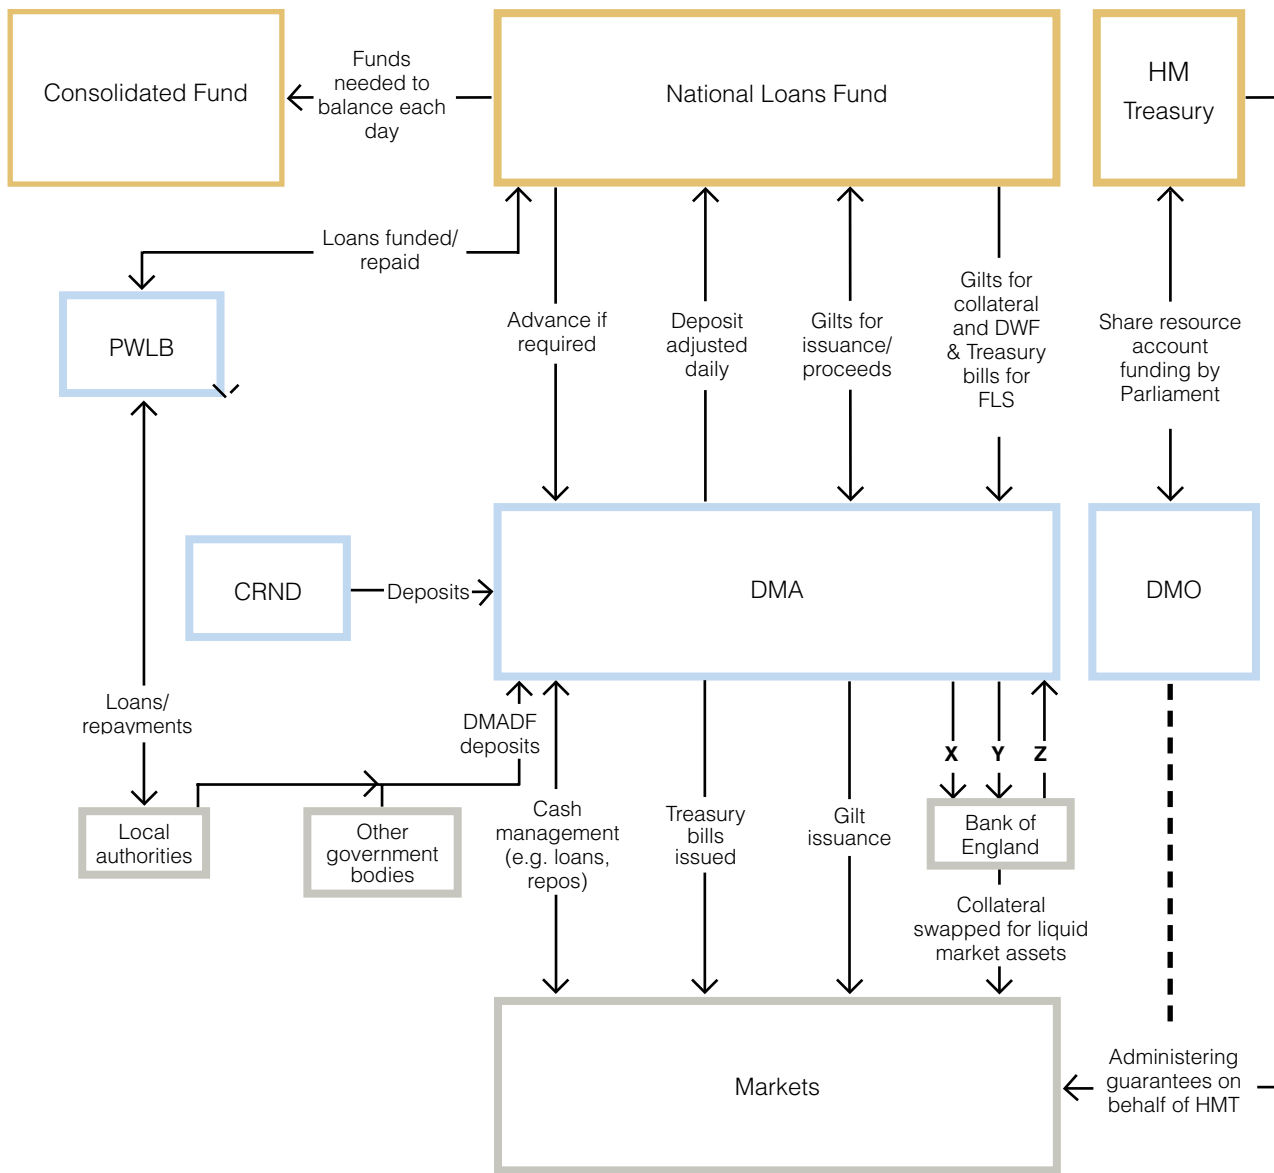 Consolidated Fund
Funds
needed to
balance each
day
National Loans Fund
HM
Treasury
Loans funded/
repaid
PWLB
Advance if
required
Deposit
adjusted
daily
Gilts for
issuance/
proceeds
Gilts for
collateral
and DWF
& Treasury
bills for
FLS
Share resource
account
funding by
Parliament
CRND
Deposits
DMA
DMO
Loans/
repayments
DMADF
deposits
X
Y
Z
Local
authorities
Other
government
bodies
Cash
management
(e.g. loans,
repos)
Treasury
bills
issued
Gilt
issuance
Bank of
England
Collateral
swapped for liquid
market assets
Markets
Administering
guarantees on
behalf of HMT